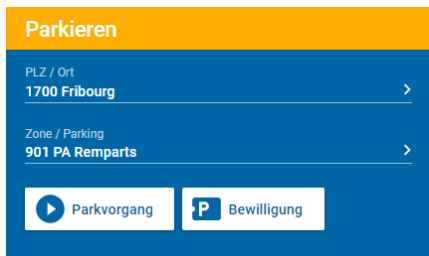 Parkieren
PLZ / Ort
1700 Fribourg
Zone / Parking
901 PA Remparts
Parkvorgang
P Bewilligung